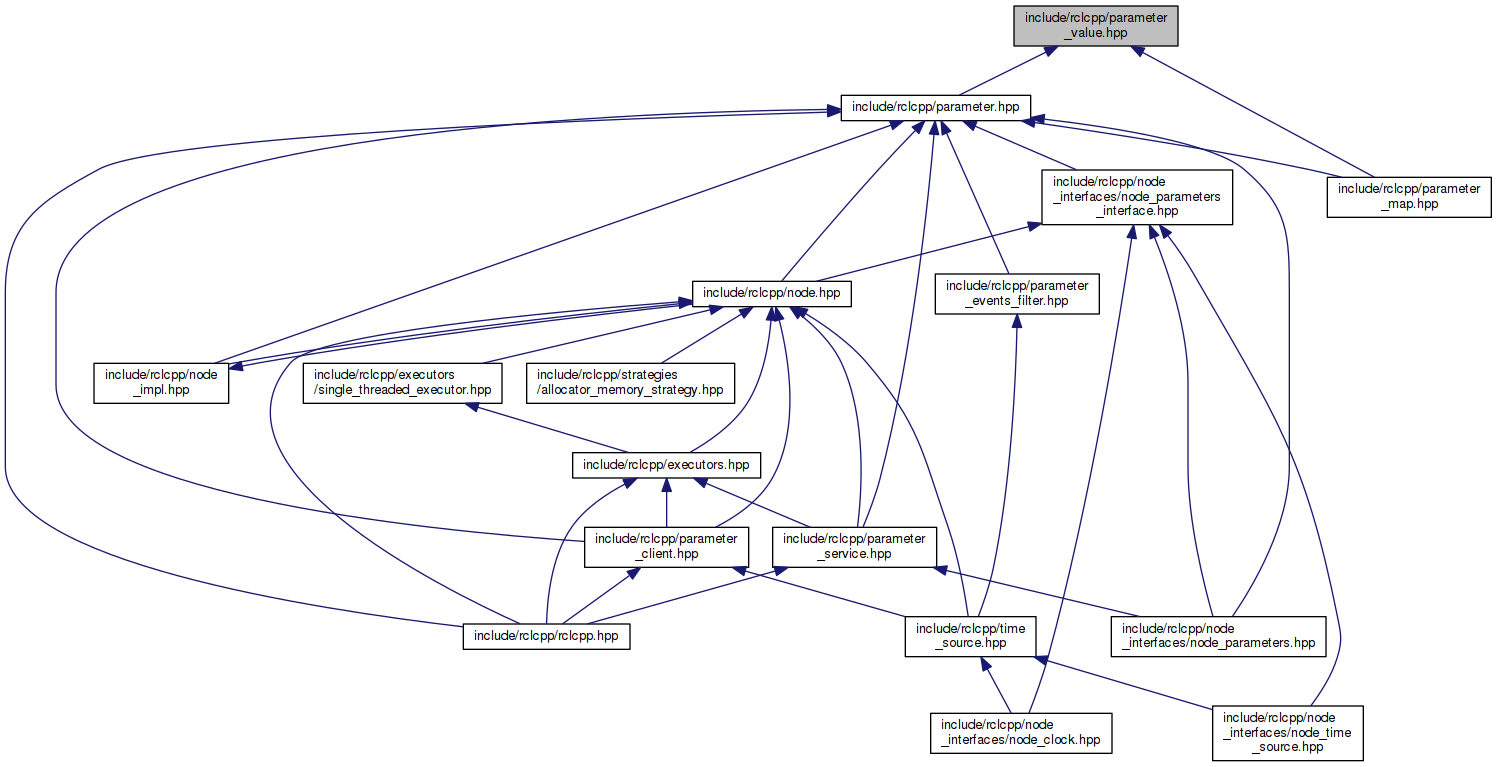 include/rclcpp/parameter
_value.hpp
include/rclcpp/parameter.hpp
include/rclcpp/node
_interfaces/node_parameters
_interface.hpp
include/rclcpp/parameter
_map.hpp
include/rclcpp/node.hpp
include/rclcpp/parameter
_events_filter.hpp
include/rclcpp/node
_impl.hpp
include/rclcpp/executors
/single_threaded_executor.hpp
include/rclcpp/strategies
/allocator_memory_strategy.hpp
include/rclcpp/executors.hpp
include/rclcpp/parameter
_client.hpp
include/rclcpp/parameter
_service.hpp
include/rclcpp/rclcpp.hpp
include/rclcpp/time
_source.hpp
include/rclcpp/node
_interfaces/node_parameters.hpp
include/rclcpp/node
_interfaces/node_clock.hpp
include/rclcpp/node
_interfaces/node_time
_source.hpp